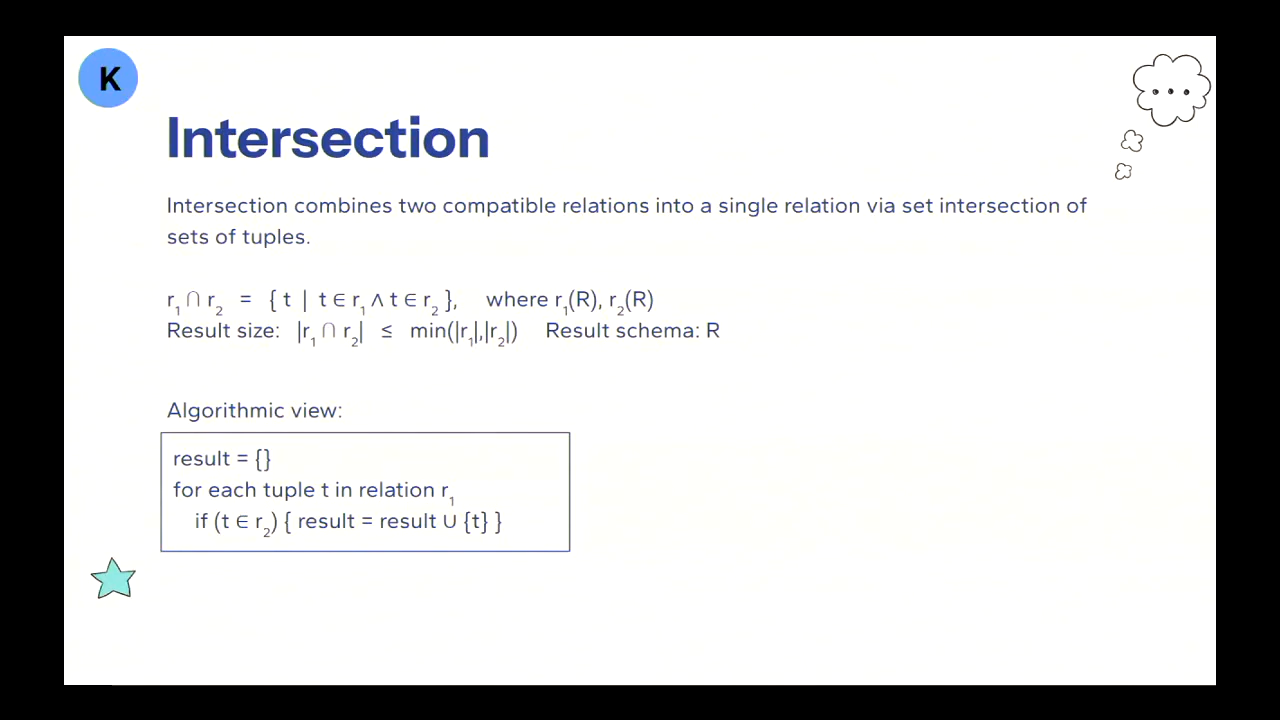 K
Intersection
Intersection combines two compatible relations into a single relation via set intersection of
sets of tuples.
r₁ ∩ r₂ = { t | t ∈ r₁ ∧ t ∈ r₂ }, where r₁(R), r₂(R)
Result size: |r₁ ∩ r₂| ≤ min(|r₁|,|r₂|) Result schema: R
Algorithmic view:
result = {}
for each tuple t in relation r₁
if (t ∈ r₂) { result = result ∪ {t} }